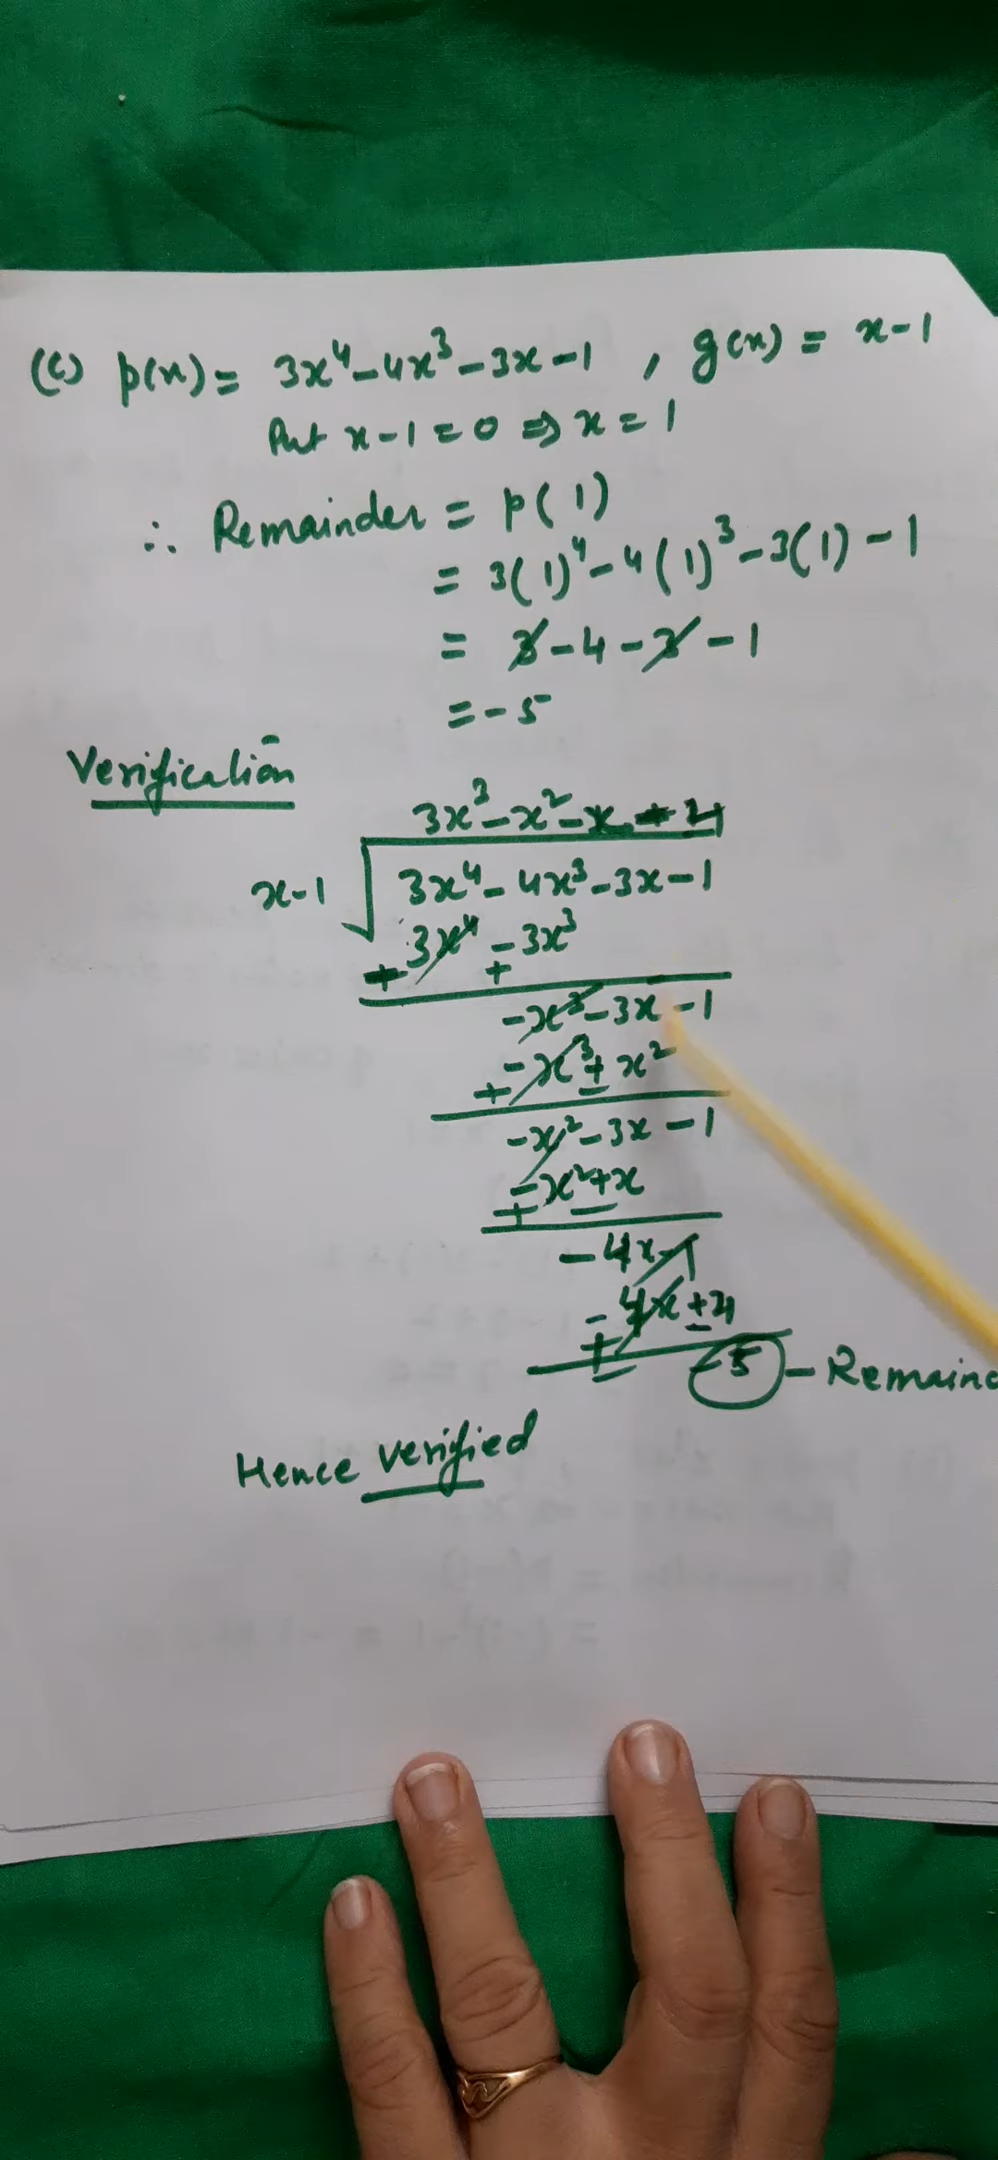 (c) p(x) = 3x⁴-4x³-3x-1 , g(x) = x-1
Put x-1=0 ⇒ x=1
∴ Remainder = p(1)
= 3(1)⁴-4(1)³-3(1)-1
= 3-4-3-1
=-5
Verification
3x³-x²-x-4
x-1 3x⁴-4x³-3x-1
3x⁴-3x³
- +
-x³-3x-1
-x³+x²
+ -
-x²-3x-1
-x²+x
+ -
-4x-1
-4x+4
+ -
-5 - Remain
Hence verified